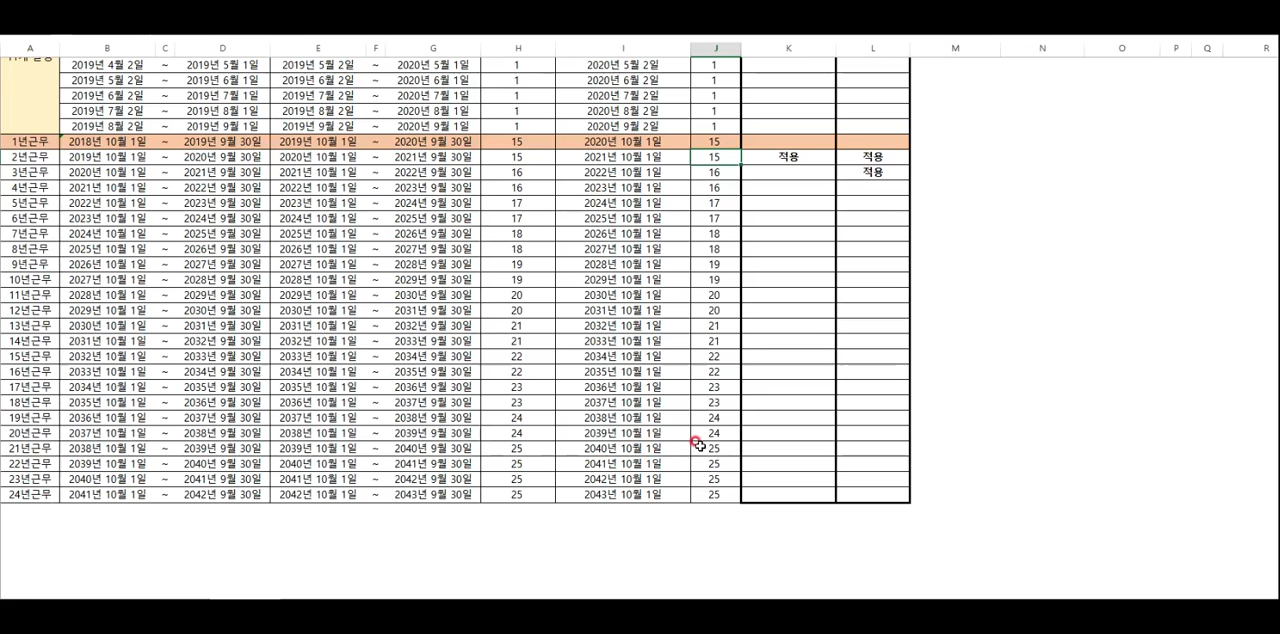 A B C D E F G H I J K L M N O P Q R
2019년 4월 2일 ~ 2019년 5월 1일 2019년 5월 2일 ~ 2020년 5월 1일 1 2020년 5월 2일 1
2019년 5월 2일 ~ 2019년 6월 1일 2019년 6월 2일 ~ 2020년 6월 1일 1 2020년 6월 2일 1
2019년 6월 2일 ~ 2019년 7월 1일 2019년 7월 2일 ~ 2020년 7월 1일 1 2020년 7월 2일 1
2019년 7월 2일 ~ 2019년 8월 1일 2019년 8월 2일 ~ 2020년 8월 1일 1 2020년 8월 2일 1
2019년 8월 2일 ~ 2019년 9월 1일 2019년 9월 2일 ~ 2020년 9월 1일 1 2020년 9월 2일 1
1년근무 2018년 10월 1일 ~ 2019년 9월 30일 2019년 10월 1일 ~ 2020년 9월 30일 15 2020년 10월 1일 15
2년근무 2019년 10월 1일 ~ 2020년 9월 30일 2020년 10월 1일 ~ 2021년 9월 30일 15 2021년 10월 1일 15 적용 적용
3년근무 2020년 10월 1일 ~ 2021년 9월 30일 2021년 10월 1일 ~ 2022년 9월 30일 16 2022년 10월 1일 16 적용
4년근무 2021년 10월 1일 ~ 2022년 9월 30일 2022년 10월 1일 ~ 2023년 9월 30일 16 2023년 10월 1일 16
5년근무 2022년 10월 1일 ~ 2023년 9월 30일 2023년 10월 1일 ~ 2024년 9월 30일 17 2024년 10월 1일 17
6년근무 2023년 10월 1일 ~ 2024년 9월 30일 2024년 10월 1일 ~ 2025년 9월 30일 17 2025년 10월 1일 17
7년근무 2024년 10월 1일 ~ 2025년 9월 30일 2025년 10월 1일 ~ 2026년 9월 30일 18 2026년 10월 1일 18
8년근무 2025년 10월 1일 ~ 2026년 9월 30일 2026년 10월 1일 ~ 2027년 9월 30일 18 2027년 10월 1일 18
9년근무 2026년 10월 1일 ~ 2027년 9월 30일 2027년 10월 1일 ~ 2028년 9월 30일 19 2028년 10월 1일 19
10년근무 2027년 10월 1일 ~ 2028년 9월 30일 2028년 10월 1일 ~ 2029년 9월 30일 19 2029년 10월 1일 19
11년근무 2028년 10월 1일 ~ 2029년 9월 30일 2029년 10월 1일 ~ 2030년 9월 30일 20 2030년 10월 1일 20
12년근무 2029년 10월 1일 ~ 2030년 9월 30일 2030년 10월 1일 ~ 2031년 9월 30일 20 2031년 10월 1일 20
13년근무 2030년 10월 1일 ~ 2031년 9월 30일 2031년 10월 1일 ~ 2032년 9월 30일 21 2032년 10월 1일 21
14년근무 2031년 10월 1일 ~ 2032년 9월 30일 2032년 10월 1일 ~ 2033년 9월 30일 21 2033년 10월 1일 21
15년근무 2032년 10월 1일 ~ 2033년 9월 30일 2033년 10월 1일 ~ 2034년 9월 30일 22 2034년 10월 1일 22
16년근무 2033년 10월 1일 ~ 2034년 9월 30일 2034년 10월 1일 ~ 2035년 9월 30일 22 2035년 10월 1일 22
17년근무 2034년 10월 1일 ~ 2035년 9월 30일 2035년 10월 1일 ~ 2036년 9월 30일 23 2036년 10월 1일 23
18년근무 2035년 10월 1일 ~ 2036년 9월 30일 2036년 10월 1일 ~ 2037년 9월 30일 23 2037년 10월 1일 23
19년근무 2036년 10월 1일 ~ 2037년 9월 30일 2037년 10월 1일 ~ 2038년 9월 30일 24 2038년 10월 1일 24
20년근무 2037년 10월 1일 ~ 2038년 9월 30일 2038년 10월 1일 ~ 2039년 9월 30일 24 2039년 10월 1일 24
21년근무 2038년 10월 1일 ~ 2039년 9월 30일 2039년 10월 1일 ~ 2040년 9월 30일 25 2040년 10월 1일 25
22년근무 2039년 10월 1일 ~ 2040년 9월 30일 2040년 10월 1일 ~ 2041년 9월 30일 25 2041년 10월 1일 25
23년근무 2040년 10월 1일 ~ 2041년 9월 30일 2041년 10월 1일 ~ 2042년 9월 30일 25 2042년 10월 1일 25
24년근무 2041년 10월 1일 ~ 2042년 9월 30일 2042년 10월 1일 ~ 2043년 9월 30일 25 2043년 10월 1일 25